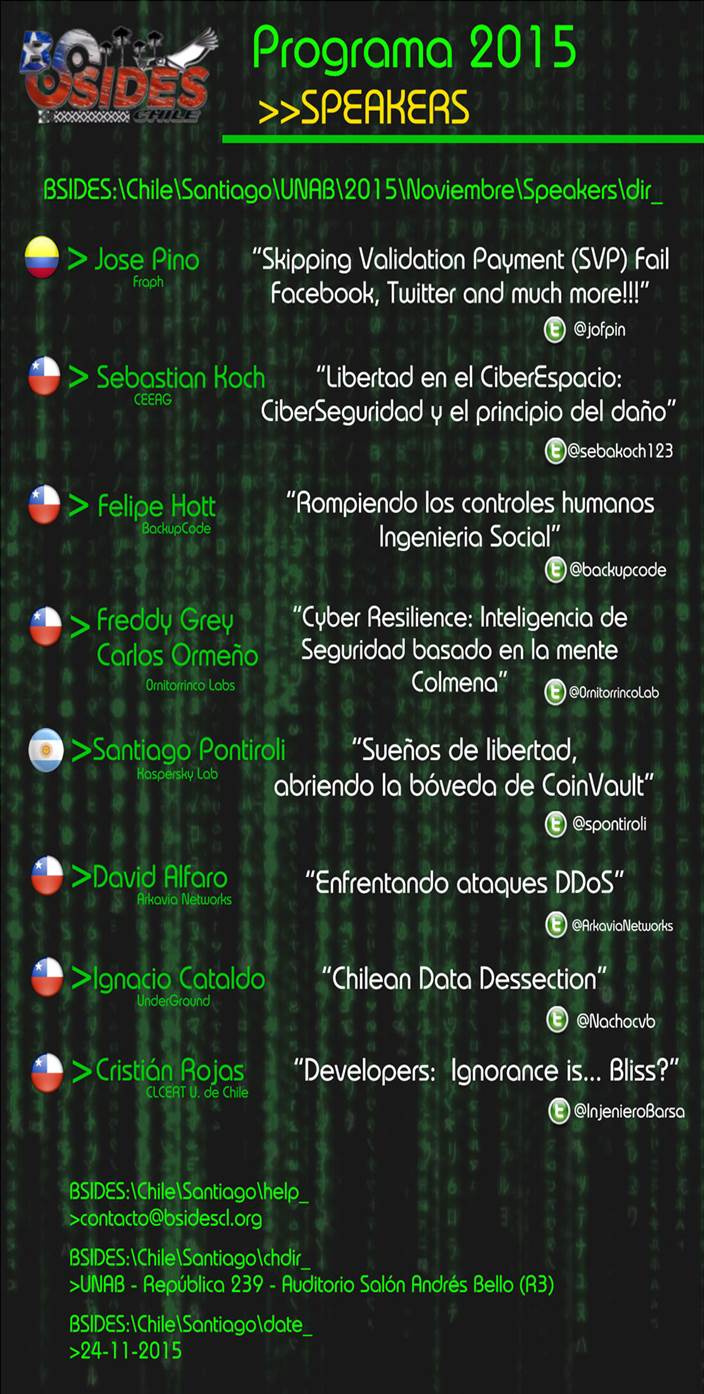 BSIDES
CHILE
Programa 2015
>>SPEAKERS
BSIDES:\Chile\Santiago\UNAB\2015\Noviembre\Speakers\dir_
> Jose Pino
Fraph
“Skipping Validation Payment (SVP) Fail
Facebook, Twitter and much more!!!”
@jofpin
> Sebastian Koch
CEEAG
“Libertad en el CiberEspacio:
CiberSeguridad y el principio del daño”
@sebakoch123
> Felipe Hott
BackupCode
“Rompiendo los controles humanos
Ingenieria Social”
@backupcode
> Freddy Grey
Carlos Ormeño
0rnitorrinco Labs
“Cyber Resilience: Inteligencia de
Seguridad basado en la mente
Colmena”
@0rnitorrincoLab
>Santiago Pontiroli
Kaspersky Lab
“Sueños de libertad,
abriendo la bóveda de CoinVault”
@spontiroli
>David Alfaro
Arkavia Networks
“Enfrentando ataques DDoS”
@ArkaviaNetworks
>Ignacio Cataldo
UnderGround
“Chilean Data Dessection”
@Nachocvb
>Cristián Rojas
CLCERT U. de Chile
“Developers: Ignorance is... Bliss?”
@InjenieroBarsa
BSIDES:\Chile\Santiago\help_
>contacto@bsidescl.org
BSIDES:\Chile\Santiago\chdir_
>UNAB - República 239 - Auditorio Salón Andrés Bello (R3)
BSIDES:\Chile\Santiago\date_
>24-11-2015